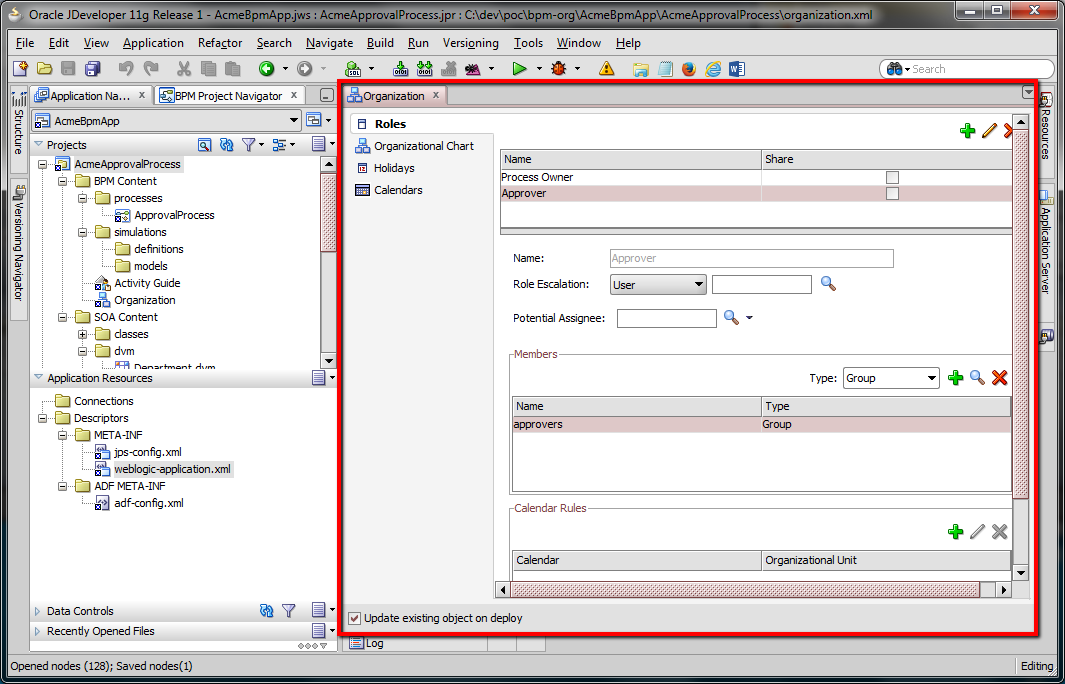 Oracle JDeveloper 11g Release 1 - AcmeBpmApp.jws : AcmeApprovalProcess.jpr : C:\dev\poc\bpm-org\AcmeBpmApp\AcmeApprovalProcess\organization.xml
File Edit View Application Refactor Search Navigate Build Run Versioning Tools Window Help
SQL
Search
Structure
Versioning Navigator
Application Na... x
BPM Project Navigator x
AcmeBpmApp
Projects
AcmeApprovalProcess
BPM Content
processes
ApprovalProcess
simulations
definitions
models
Activity Guide
Organization
SOA Content
classes
dvm
Department.dvm
Application Resources
Connections
Descriptors
META-INF
jps-config.xml
weblogic-application.xml
ADF META-INF
adf-config.xml
Data Controls
Recently Opened Files
Organization x
Roles
Organizational Chart
Holidays
Calendars
Name Share
Process Owner
Approver
Name: Approver
Role Escalation: User
Potential Assignee:
Members
Type: Group
Name Type
approvers Group
Calendar Rules
Calendar Organizational Unit
Update existing object on deploy
Log
Resources
Application Server
Opened nodes (128); Saved nodes(1)
Editing